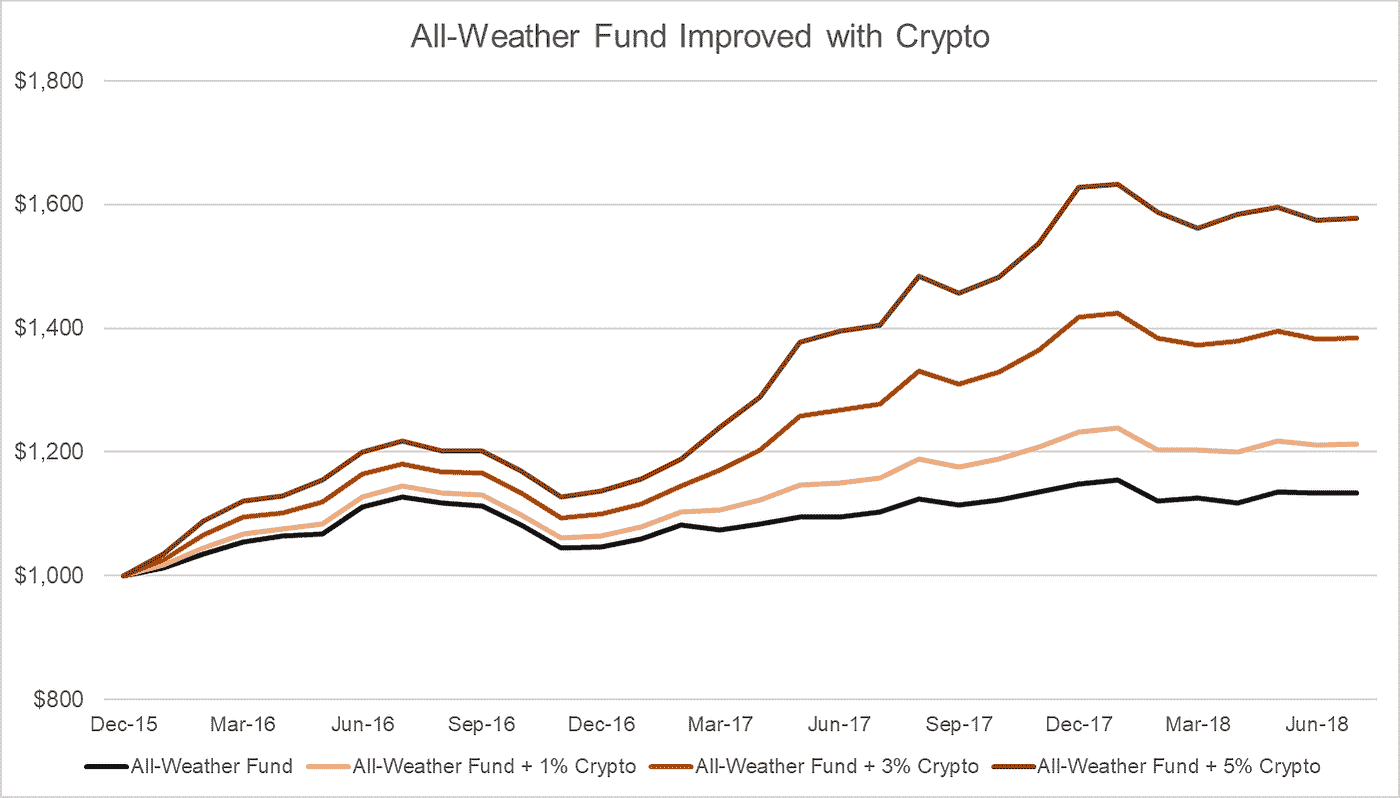 All-Weather Fund Improved with Crypto
$1,800
$1,600
$1,400
$1,200
$1,000
$800
Dec-15 Mar-16 Jun-16 Sep-16 Dec-16 Mar-17 Jun-17 Sep-17 Dec-17 Mar-18 Jun-18
All-Weather Fund All-Weather Fund + 1% Crypto All-Weather Fund + 3% Crypto All-Weather Fund + 5% Crypto